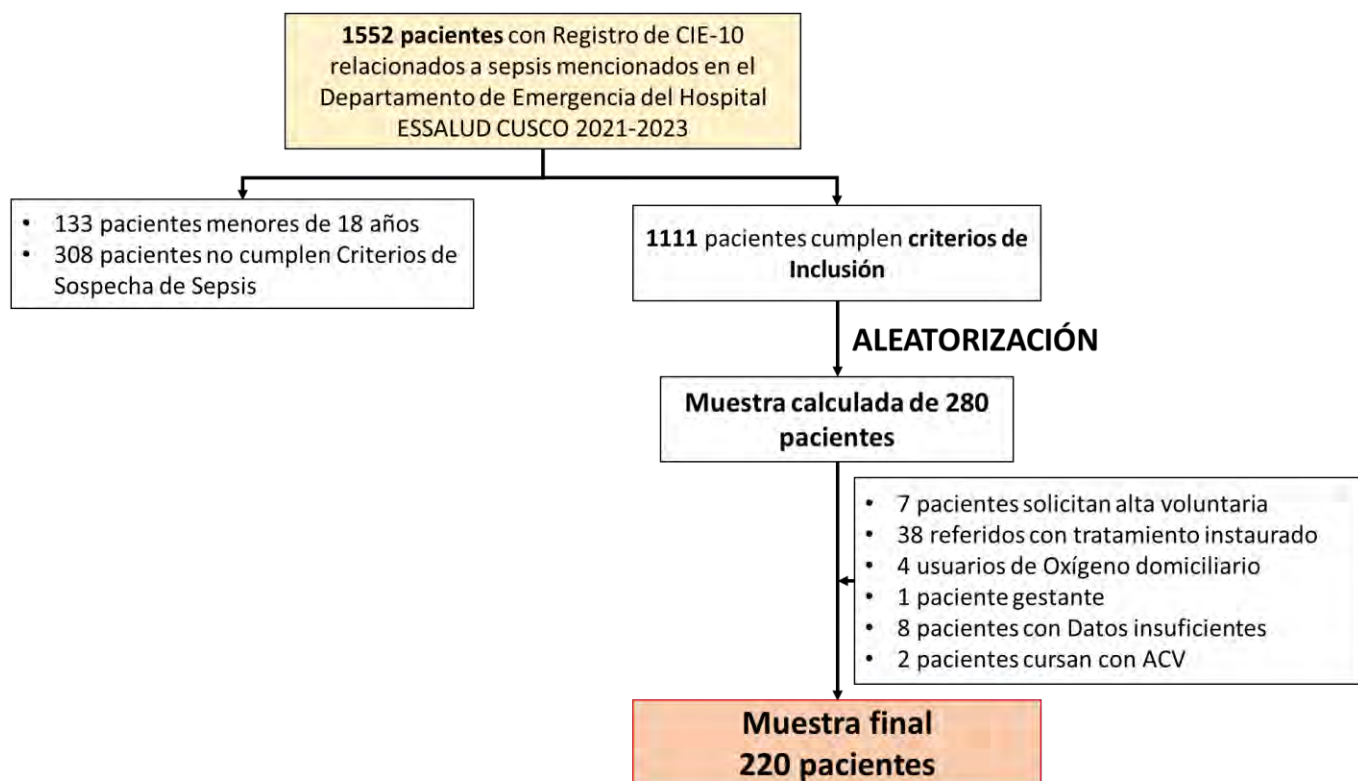 1552 pacientes con Registro de CIE-10
relacionados a sepsis mencionados en el
Departamento de Emergencia del Hospital
ESSALUD CUSCO 2021-2023
• 133 pacientes menores de 18 años
• 308 pacientes no cumplen Criterios de
Sospecha de Sepsis
1111 pacientes cumplen criterios de
Inclusión
ALEATORIZACIÓN
Muestra calculada de 280
pacientes
• 7 pacientes solicitan alta voluntaria
• 38 referidos con tratamiento instaurado
• 4 usuarios de Oxígeno domiciliario
• 1 paciente gestante
• 8 pacientes con Datos insuficientes
• 2 pacientes cursan con ACV
Muestra final
220 pacientes